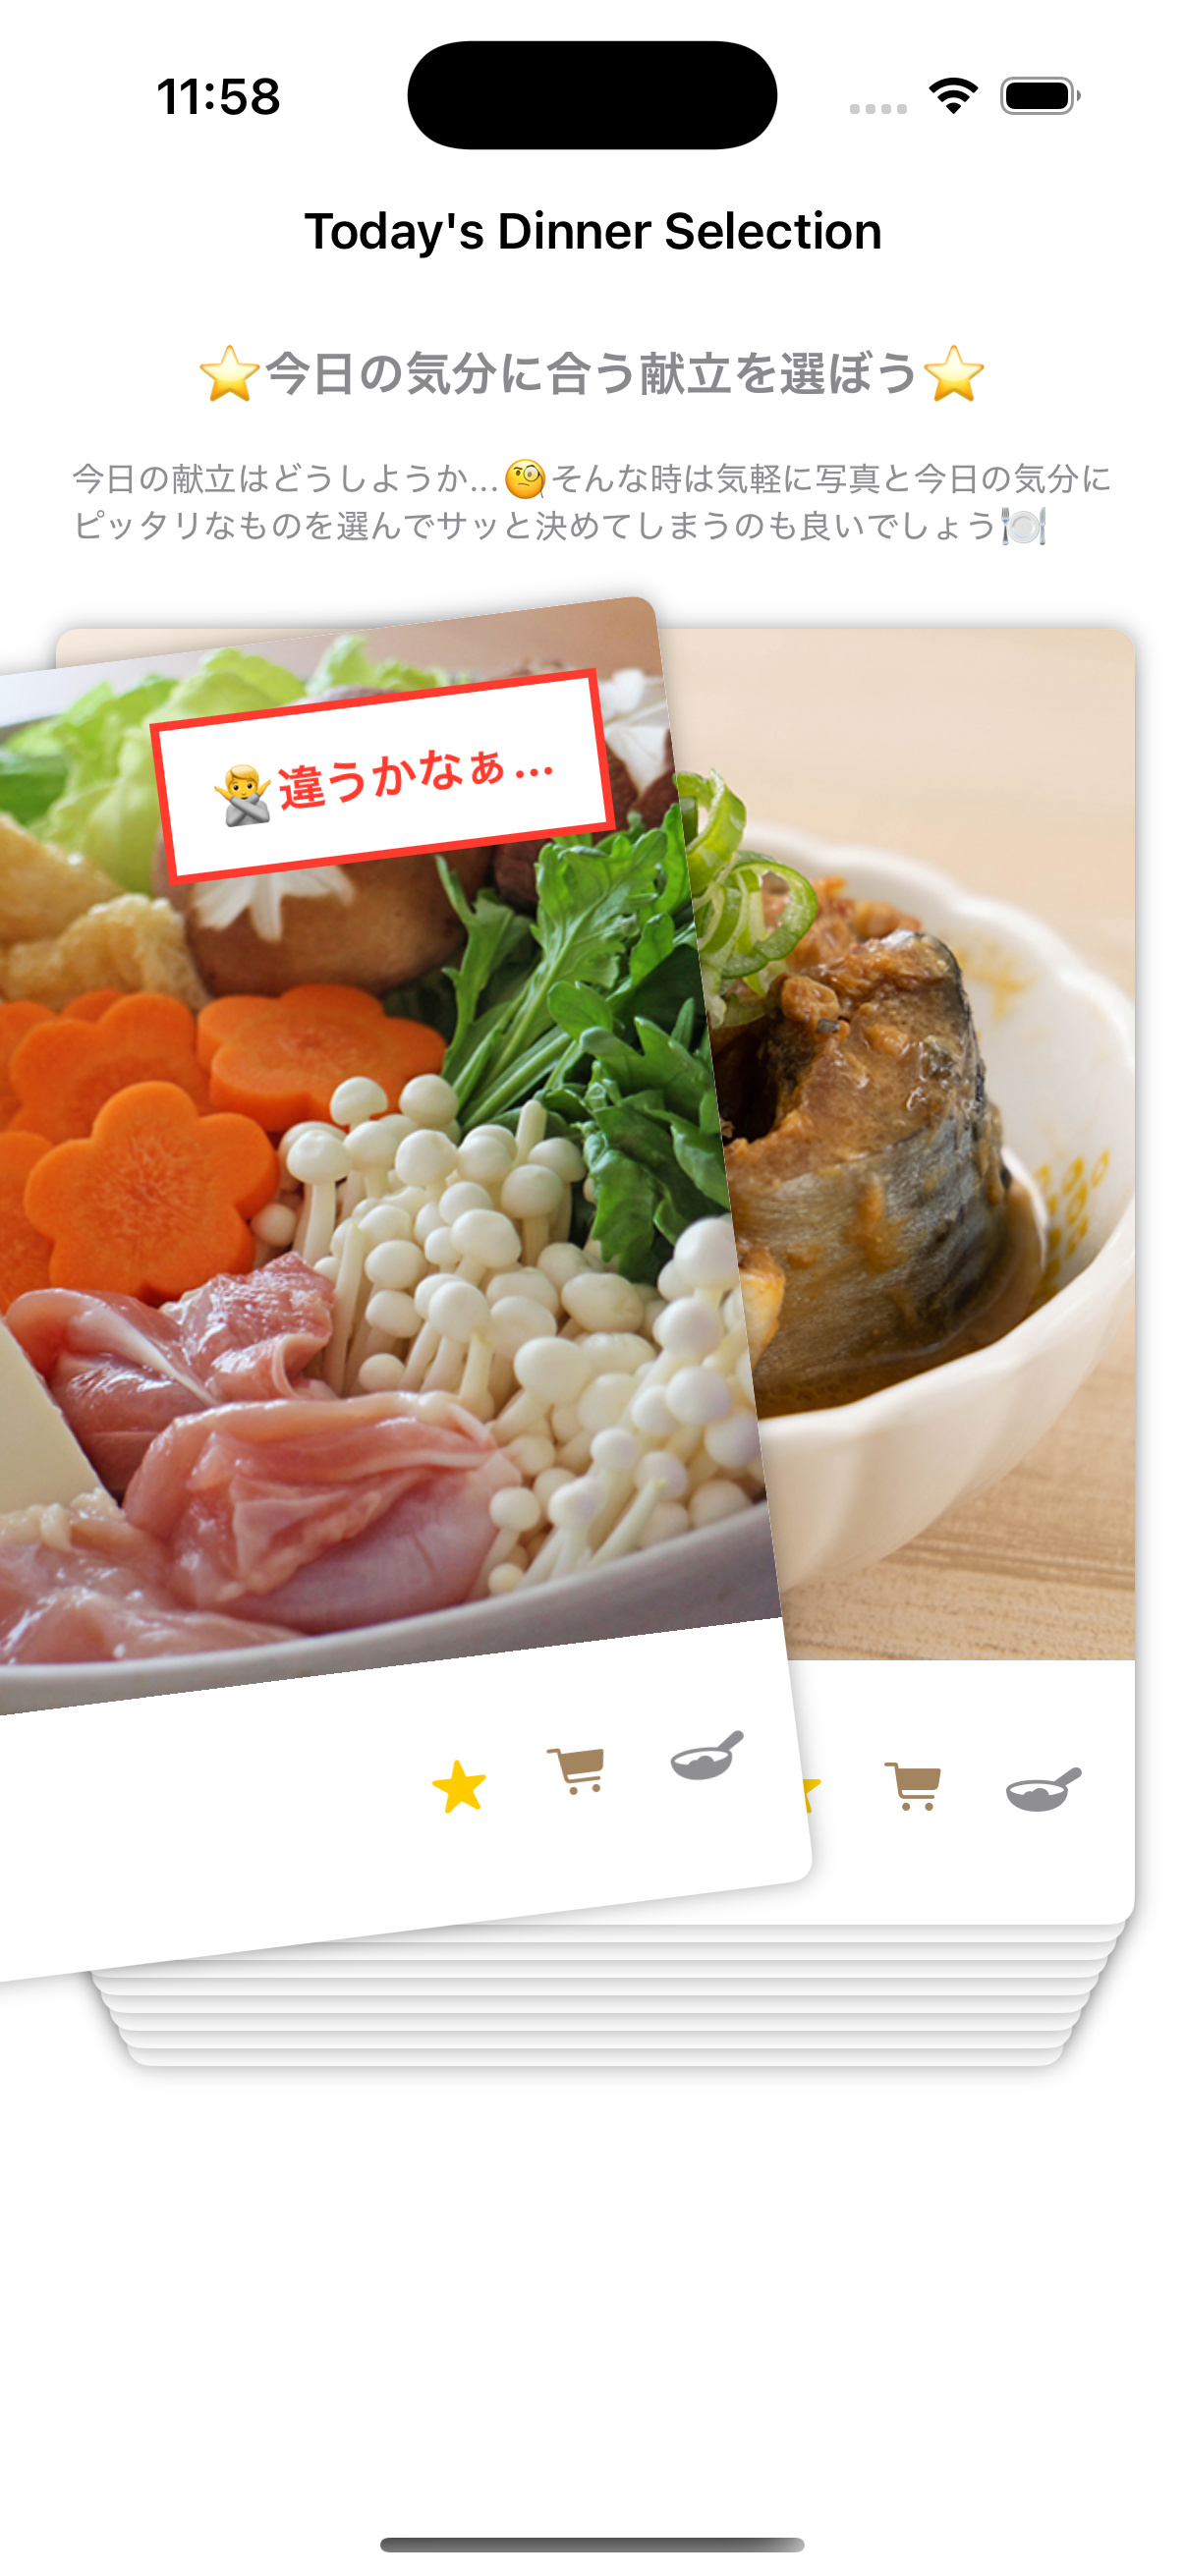 11:58
Today's Dinner Selection
⭐今日の気分に合う献立を選ぼう⭐
今日の献立はどうしようか...🧐そんな時は気軽に写真と今日の気分に
ピッタリなものを選んでサッと決めてしまうのも良いでしょう🍽️
🙅違うかなぁ...